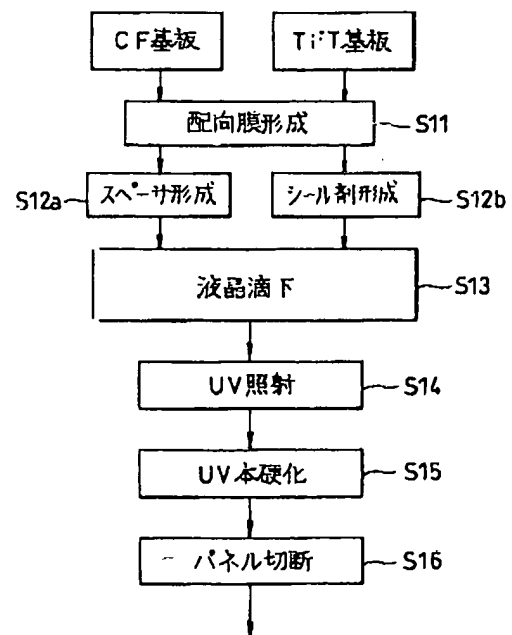 CF基板
TFT基板
配向膜形成
S11
S12a
スペーサ形成
シール剤形成
S12b
液晶滴下
S13
UV照射
S14
UV本硬化
S15
パネル切断
S16